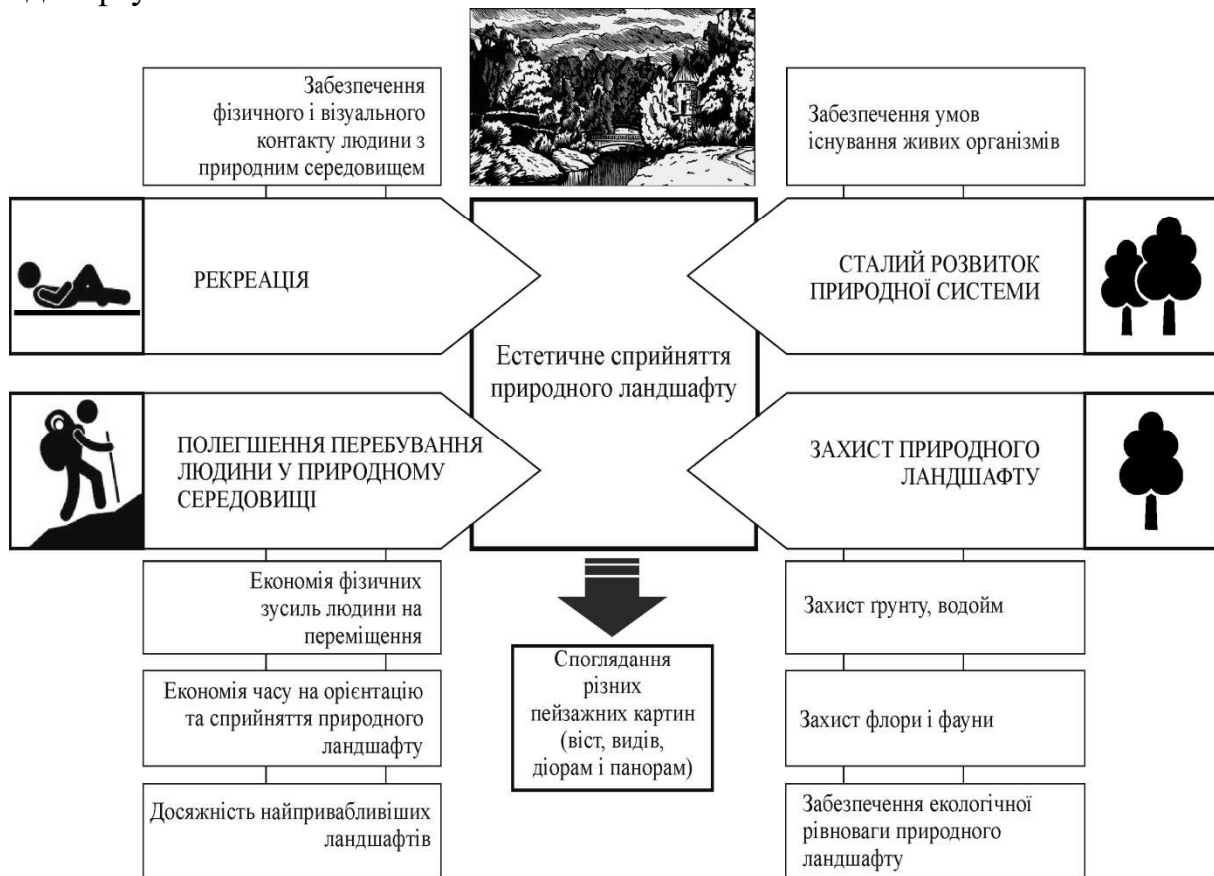 Забезпечення
фізичного і візуального
контакту людини з
природним середовищем
Забезпечення умов
існування живих організмів
РЕКРЕАЦІЯ
СТАЛИЙ РОЗВИТОК
ПРИРОДНОЇ СИСТЕМИ
Естетичне сприйняття
природного ландшафту
ПОЛЕГШЕННЯ ПЕРЕБУВАННЯ
ЛЮДИНИ У ПРИРОДНОМУ
СЕРЕДОВИЩІ
ЗАХИСТ ПРИРОДНОГО
ЛАНДШАФТУ
Економія фізичних
зусиль людини на
переміщення
Економія часу на орієнтацію
та сприйняття природного
ландшафту
Досяжність найпривабливіших
ландшафтів
Споглядання
різних
пейзажних картин
(віст, видів,
діорам і панорам)
Захист ґрунту, водойм
Захист флори і фауни
Забезпечення екологічної
рівноваги природного
ландшафту